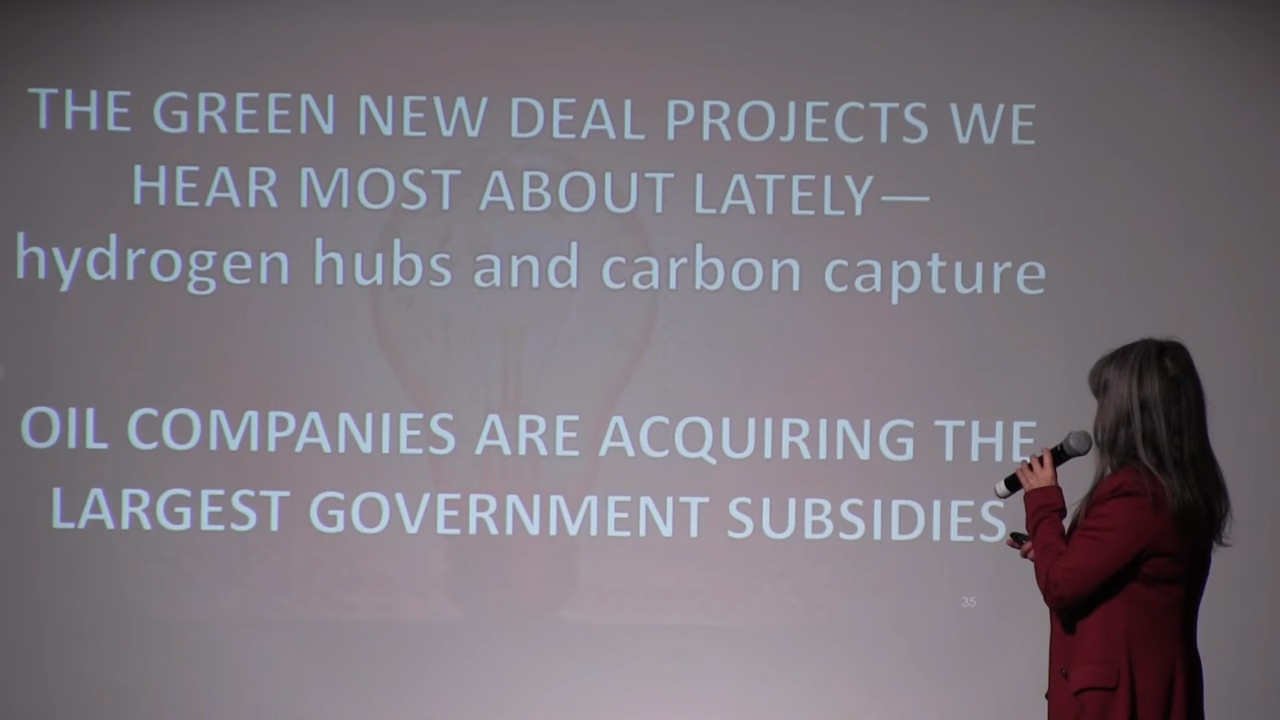 THE GREEN NEW DEAL PROJECTS WE
HEAR MOST ABOUT LATELY—
hydrogen hubs and carbon capture
OIL COMPANIES ARE ACQUIRING THE
LARGEST GOVERNMENT SUBSIDIES.
35